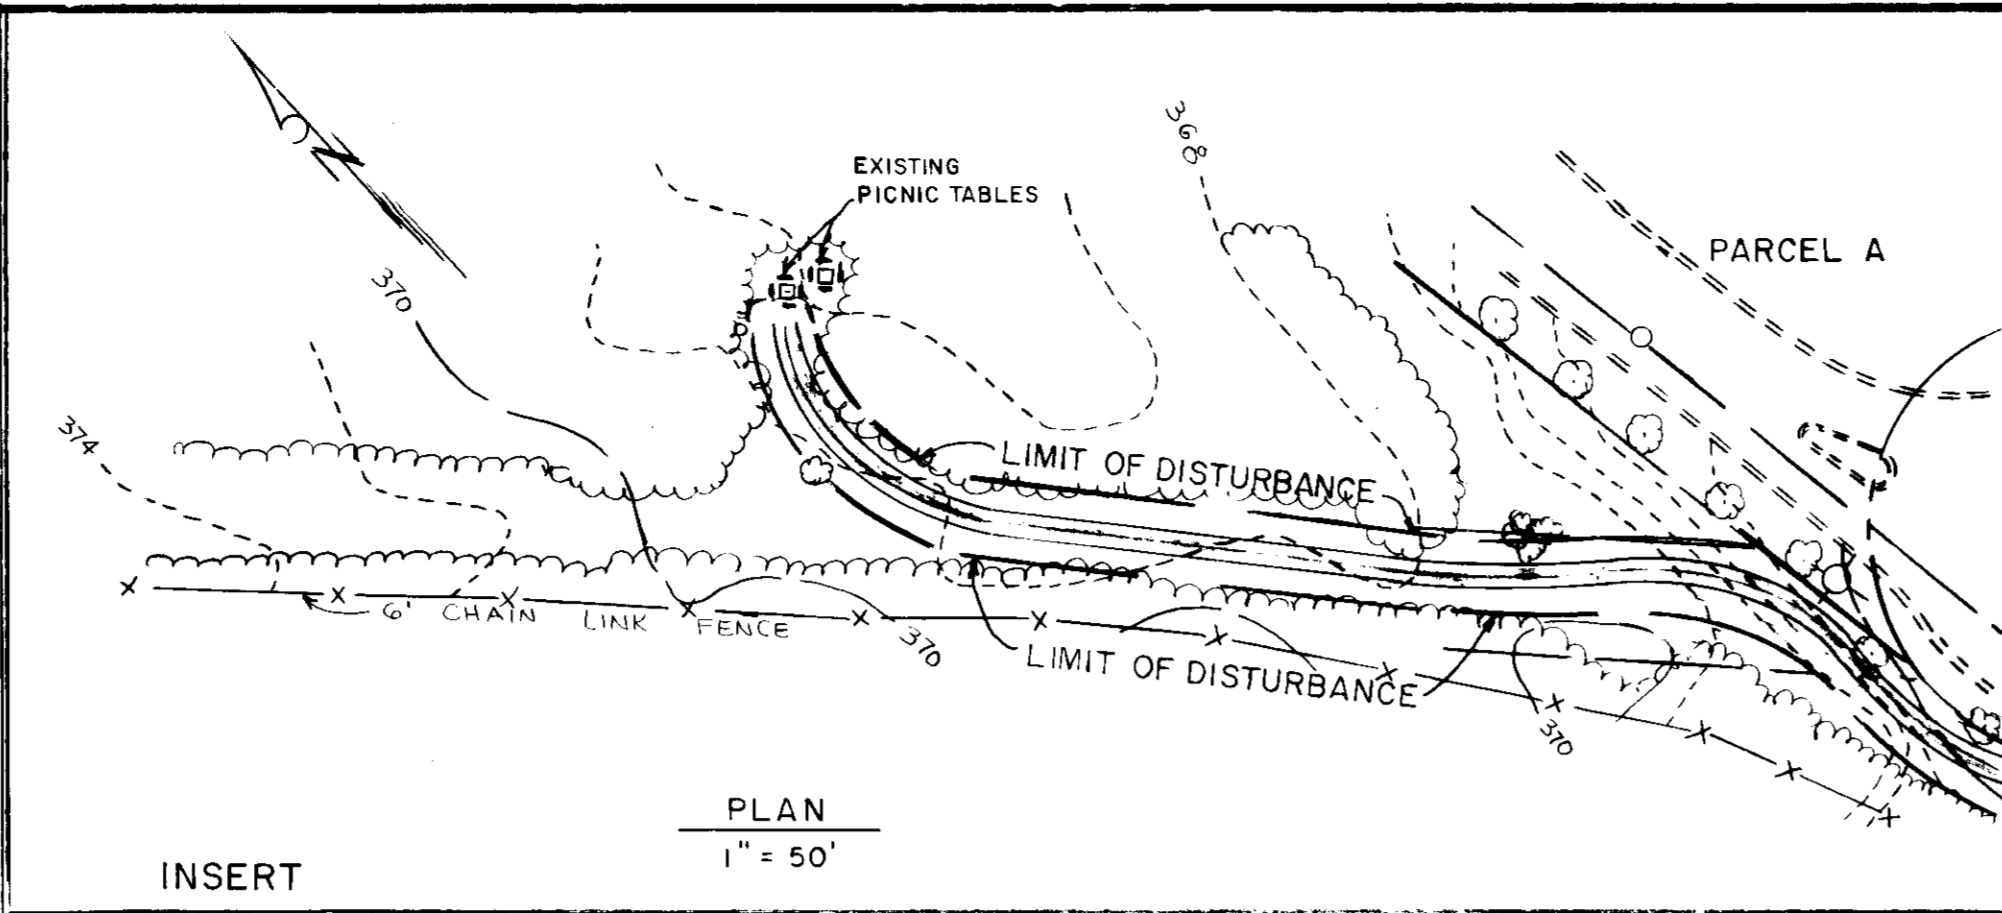 N
EXISTING
PICNIC TABLES
360
PARCEL A
370
374
LIMIT OF DISTURBANCE
6' CHAIN LINK FENCE
370
LIMIT OF DISTURBANCE
370
PLAN
1" = 50'
INSERT